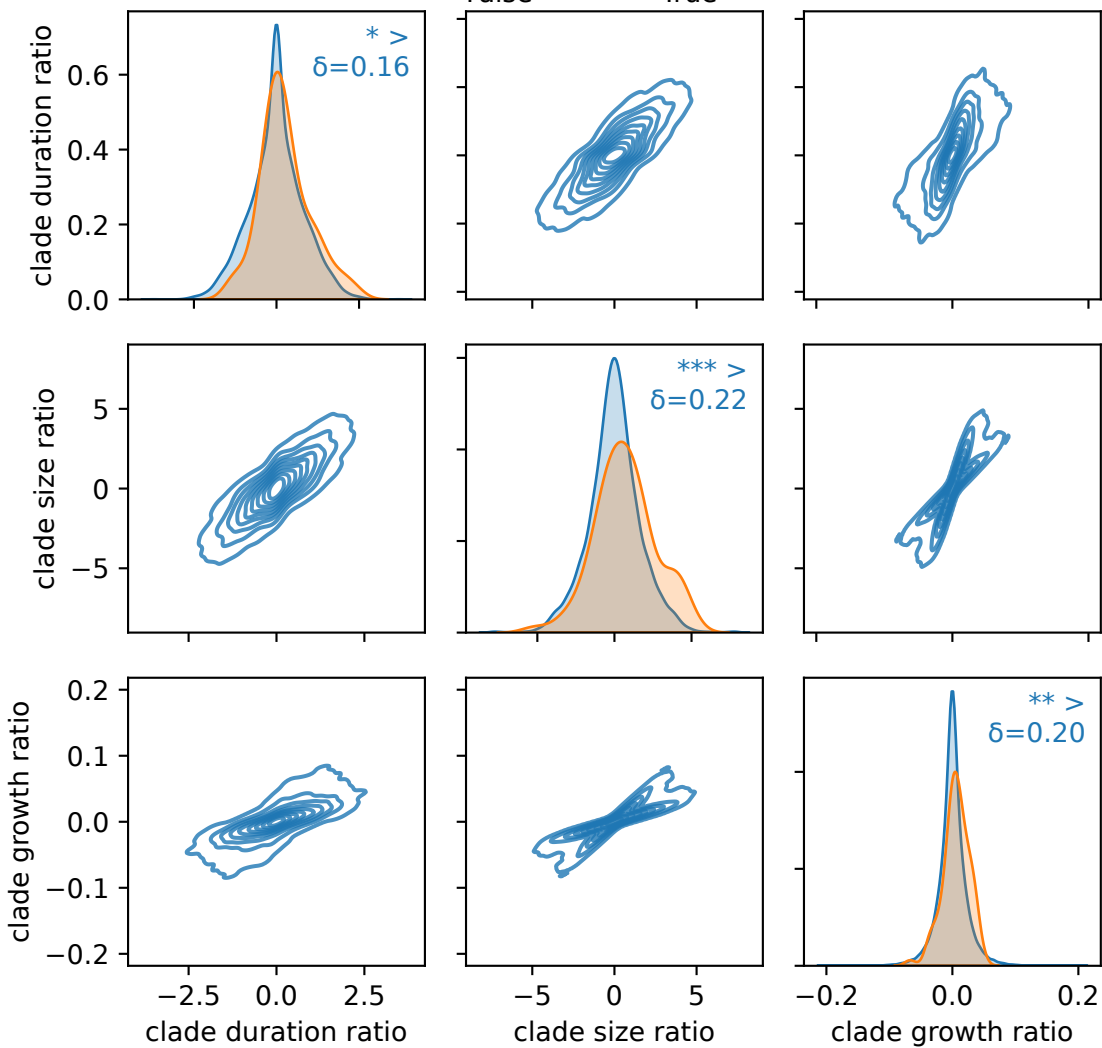 True
clade duration ratio
0.6
0.4
0.2
0.0
* >
δ=0.16
clade size ratio
5
0
−5
*** >
δ=0.22
clade growth ratio
0.2
0.1
0.0
−0.1
−0.2
** >
δ=0.20
−2.5 0.0 2.5
−5 0 5
−0.2 0.0 0.2
clade duration ratio
clade size ratio
clade growth ratio